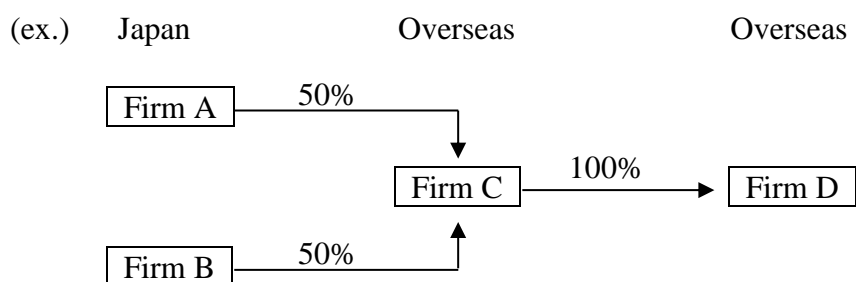 (ex.) Japan Overseas Overseas
Firm A 50%
Firm C 100% Firm D
Firm B 50%